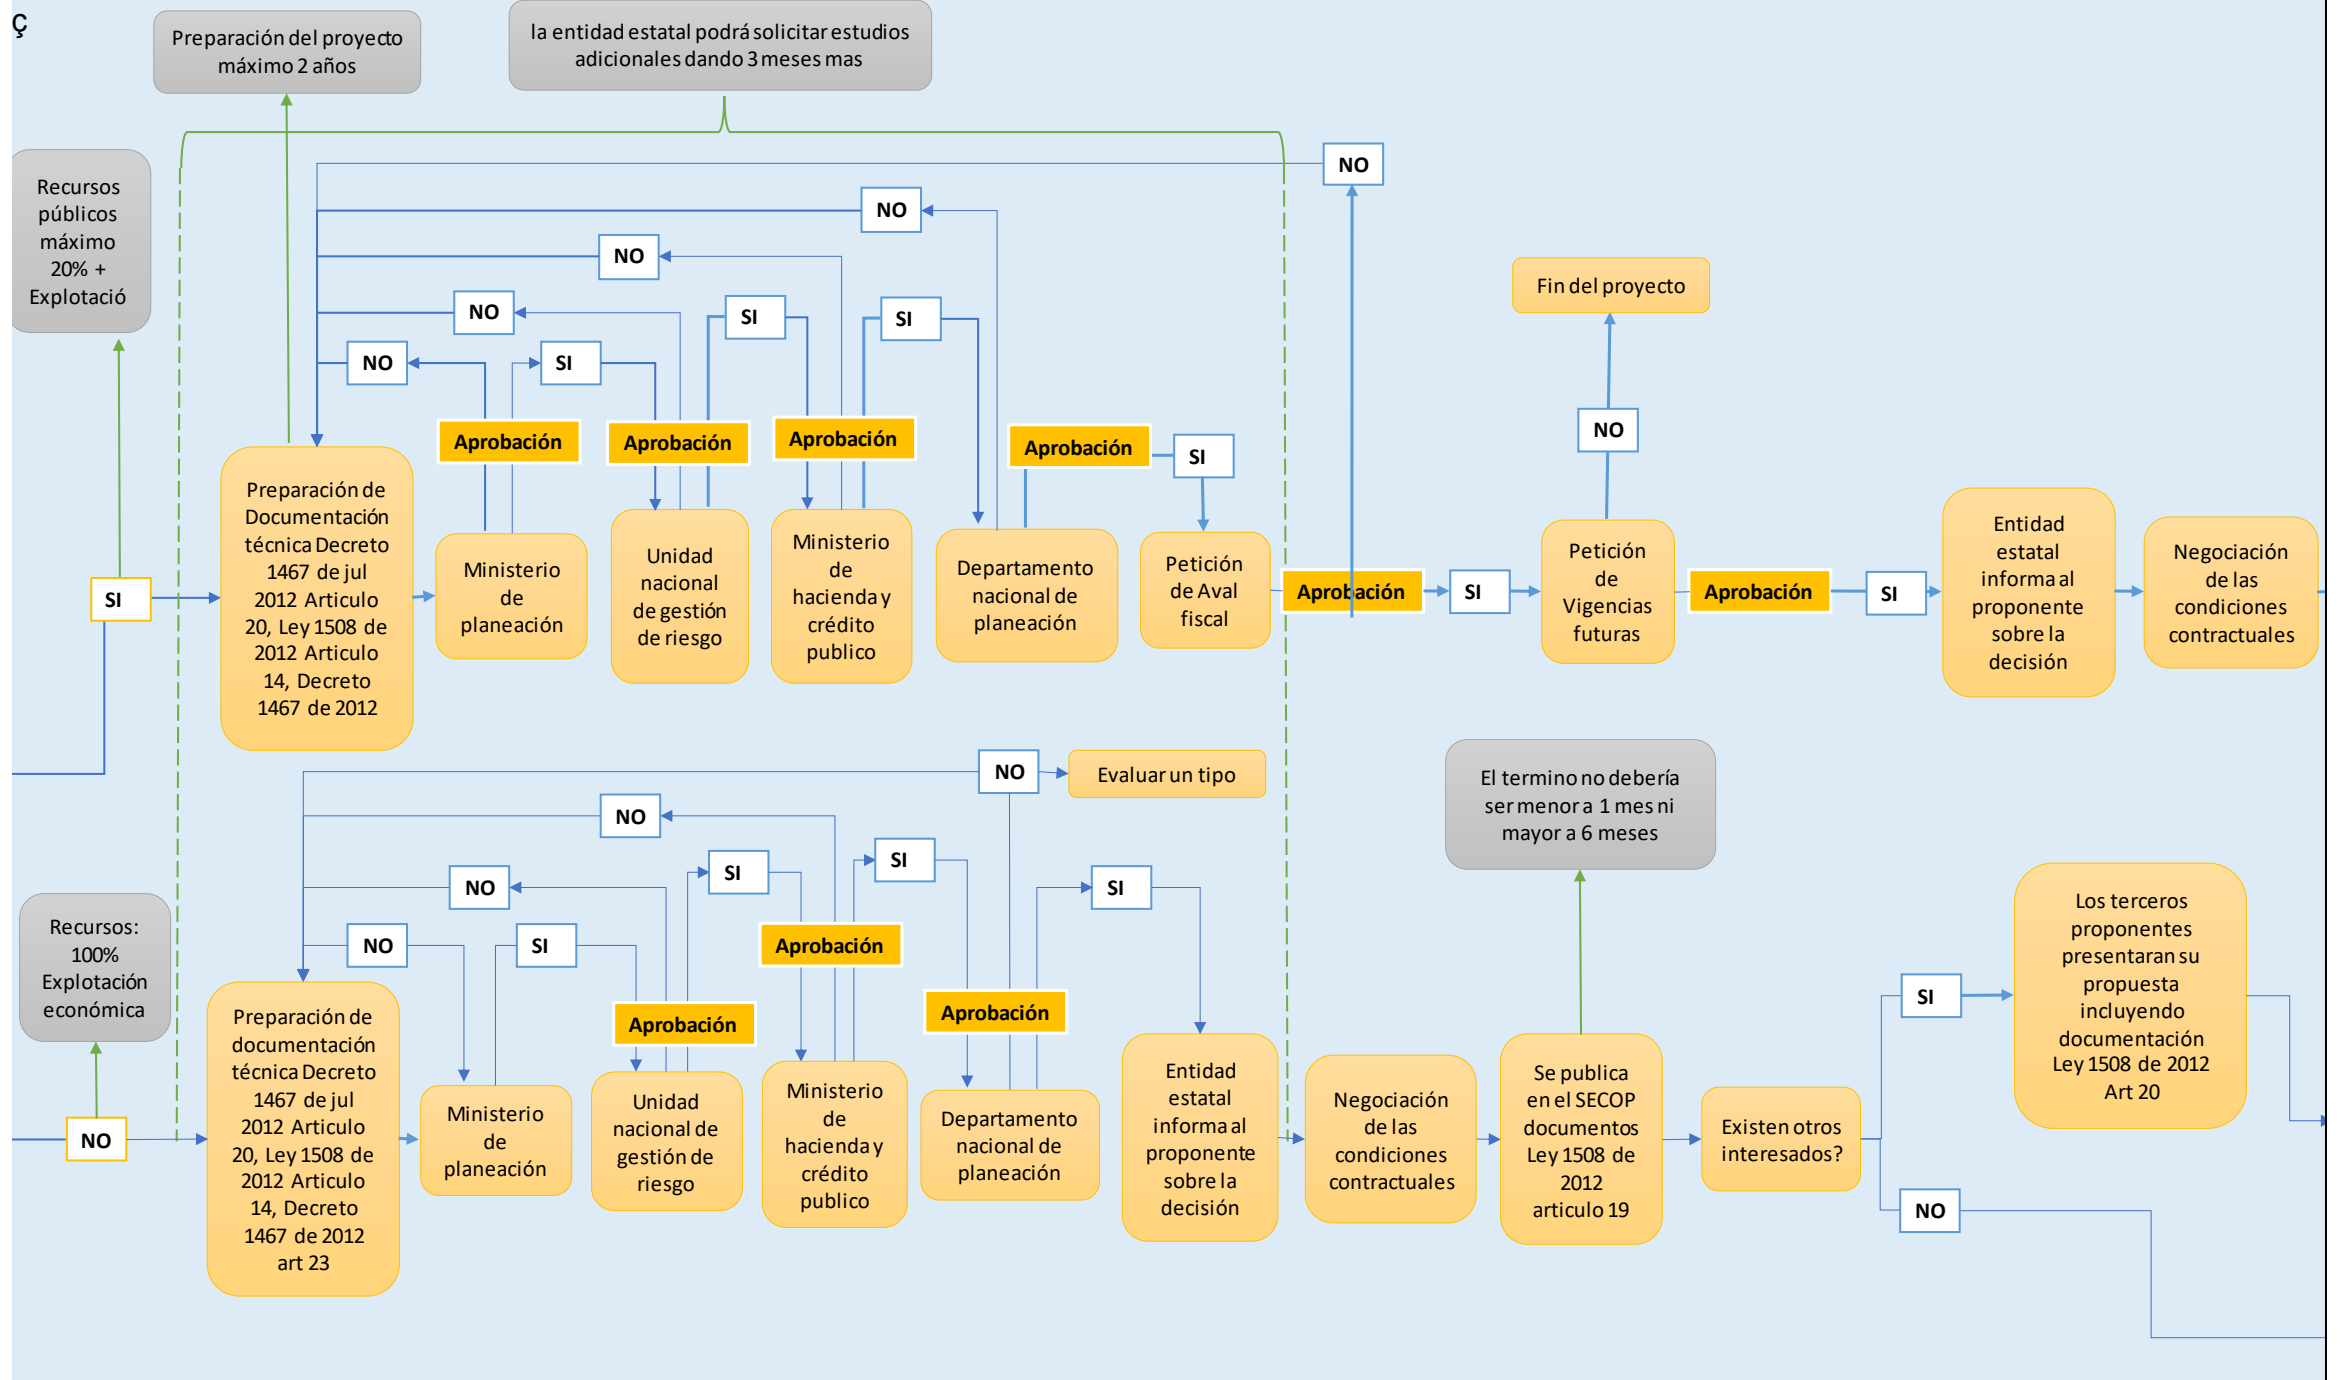 ç
Preparación del proyecto
máximo 2 años
la entidad estatal podrá solicitar estudios
adicionales dando 3 meses mas
Recursos
públicos
máximo
20% +
Explotació
NO
NO
NO
NO
SI
SI
NO
SI
Fin del proyecto
NO
Aprobación
Aprobación
Aprobación
Aprobación
SI
SI
Preparación de
Documentación
técnica Decreto
1467 de jul
2012 Articulo
20, Ley 1508 de
2012 Articulo
14, Decreto
1467 de 2012
Ministerio
de
planeación
Unidad
nacional
de gestión
de riesgo
Ministerio
de
hacienda y
crédito
publico
Departamento
nacional de
planeación
Petición
de Aval
fiscal
Aprobación
SI
Petición
de
Vigencias
futuras
Aprobación
SI
Entidad
estatal
informa al
proponente
sobre la
decisión
Negociación
de las
condiciones
contractuales
NO
Evaluar un tipo
NO
SI
SI
NO
SI
NO
SI
Aprobación
Aprobación
Aprobación
El termino no debería
ser menor a 1 mes ni
mayor a 6 meses
Recursos:
100%
Explotación
económica
NO
Preparación de
documentación
técnica Decreto
1467 de jul
2012 Articulo
20, Ley 1508 de
2012 Articulo
14, Decreto
1467 de 2012
art 23
Ministerio
de
planeación
Unidad
nacional de
gestión de
riesgo
Ministerio
de
hacienda y
crédito
publico
Departamento
nacional de
planeación
Entidad
estatal
informa al
proponente
sobre la
decisión
Negociación
de las
condiciones
contractuales
Se publica
en el SECOP
documentos
Ley 1508 de
2012
articulo 19
Existen otros
interesados?
SI
Los terceros
proponentes
presentaran su
propuesta
incluyendo
documentación
Ley 1508 de 2012
Art 20
NO